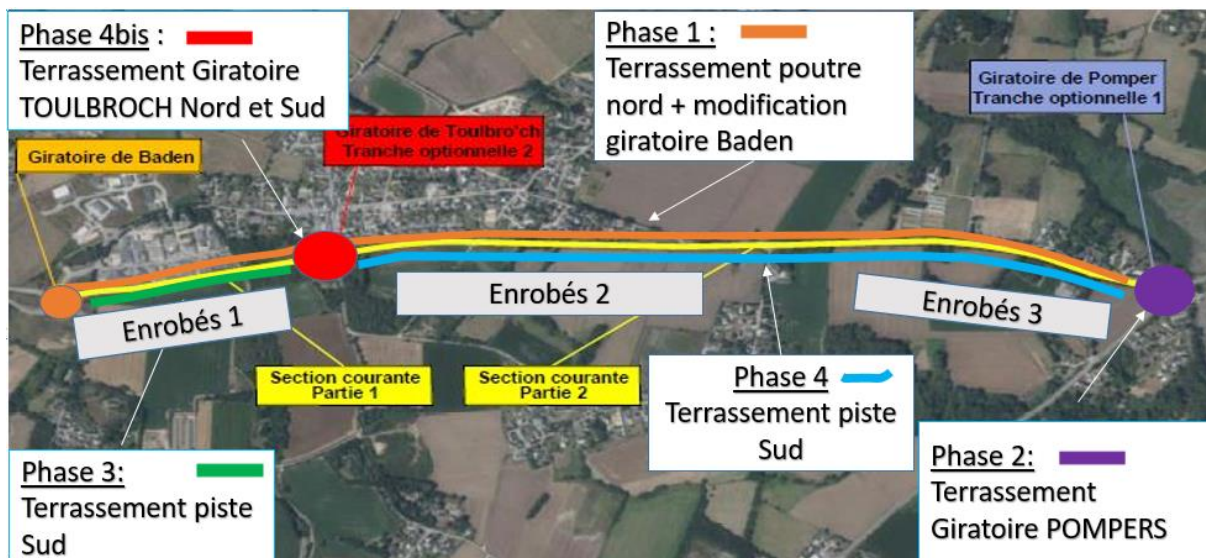 Phase 4bis :
Terrassement Giratoire
TOULBROCH Nord et Sud
Phase 1 :
Terrassement poutre
nord + modification
giratoire Baden
Giratoire de Pomper
Tranche optionnelle 1
Giratoire de Baden
Giratoire de Toulbro'ch
Tranche optionnelle 2
Enrobés 1
Enrobés 2
Enrobés 3
Section courante
Partie 1
Section courante
Partie 2
Phase 4
Terrassement piste
Sud
Phase 3:
Terrassement piste
Sud
Phase 2:
Terrassement
Giratoire POMPERS